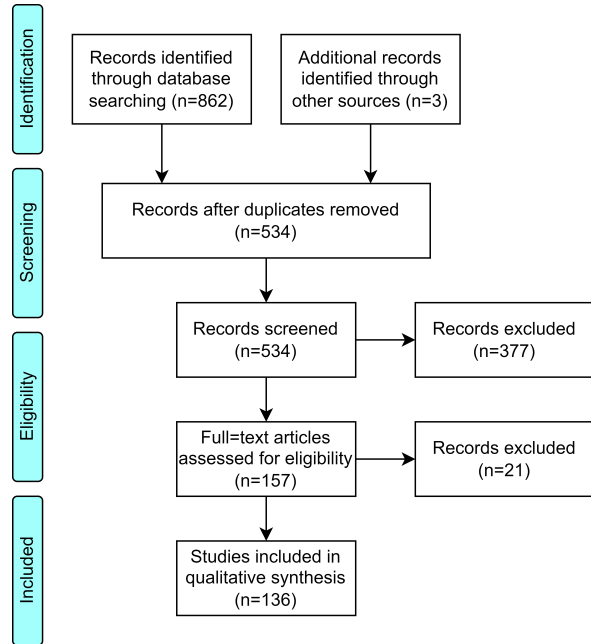 Identification
Records identified
through database
searching (n=862)
Additional records
identified through
other sources (n=3)
Screening
Records after duplicates removed
(n=534)
Records screened
(n=534)
Records excluded
(n=377)
Eligibility
Full=text articles
assessed for eligibility
(n=157)
Records excluded
(n=21)
Included
Studies included in
qualitative synthesis
(n=136)